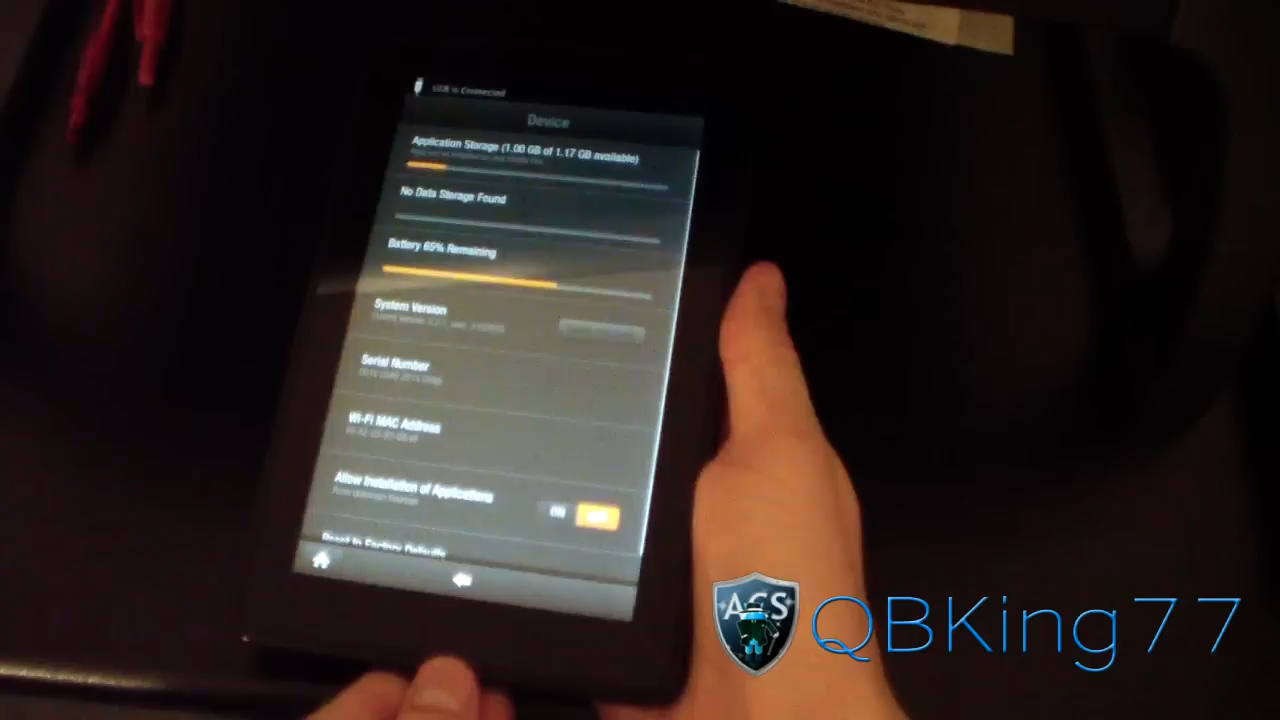 USB is Connected
Device
Application Storage (1.00 GB of 1.17 GB available)
No Data Storage Found
Battery 65% Remaining
System Version
Serial Number
Wi-Fi MAC Address
Allow Installation of Applications
From Unknown Sources
ON
Reset to Factory Defaults
ACS
QBKing77